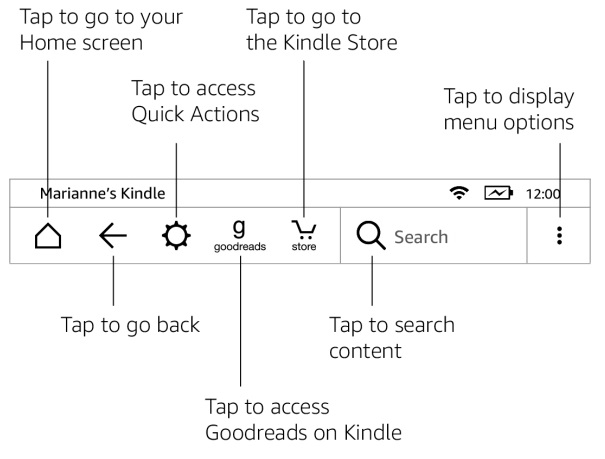 Tap to go to your
Home screen
Tap to go to
the Kindle Store
Tap to access
Quick Actions
Tap to display
menu options
Marianne's Kindle
12:00
g
goodreads
store
Search
Tap to go back
Tap to search
content
Tap to access
Goodreads on Kindle